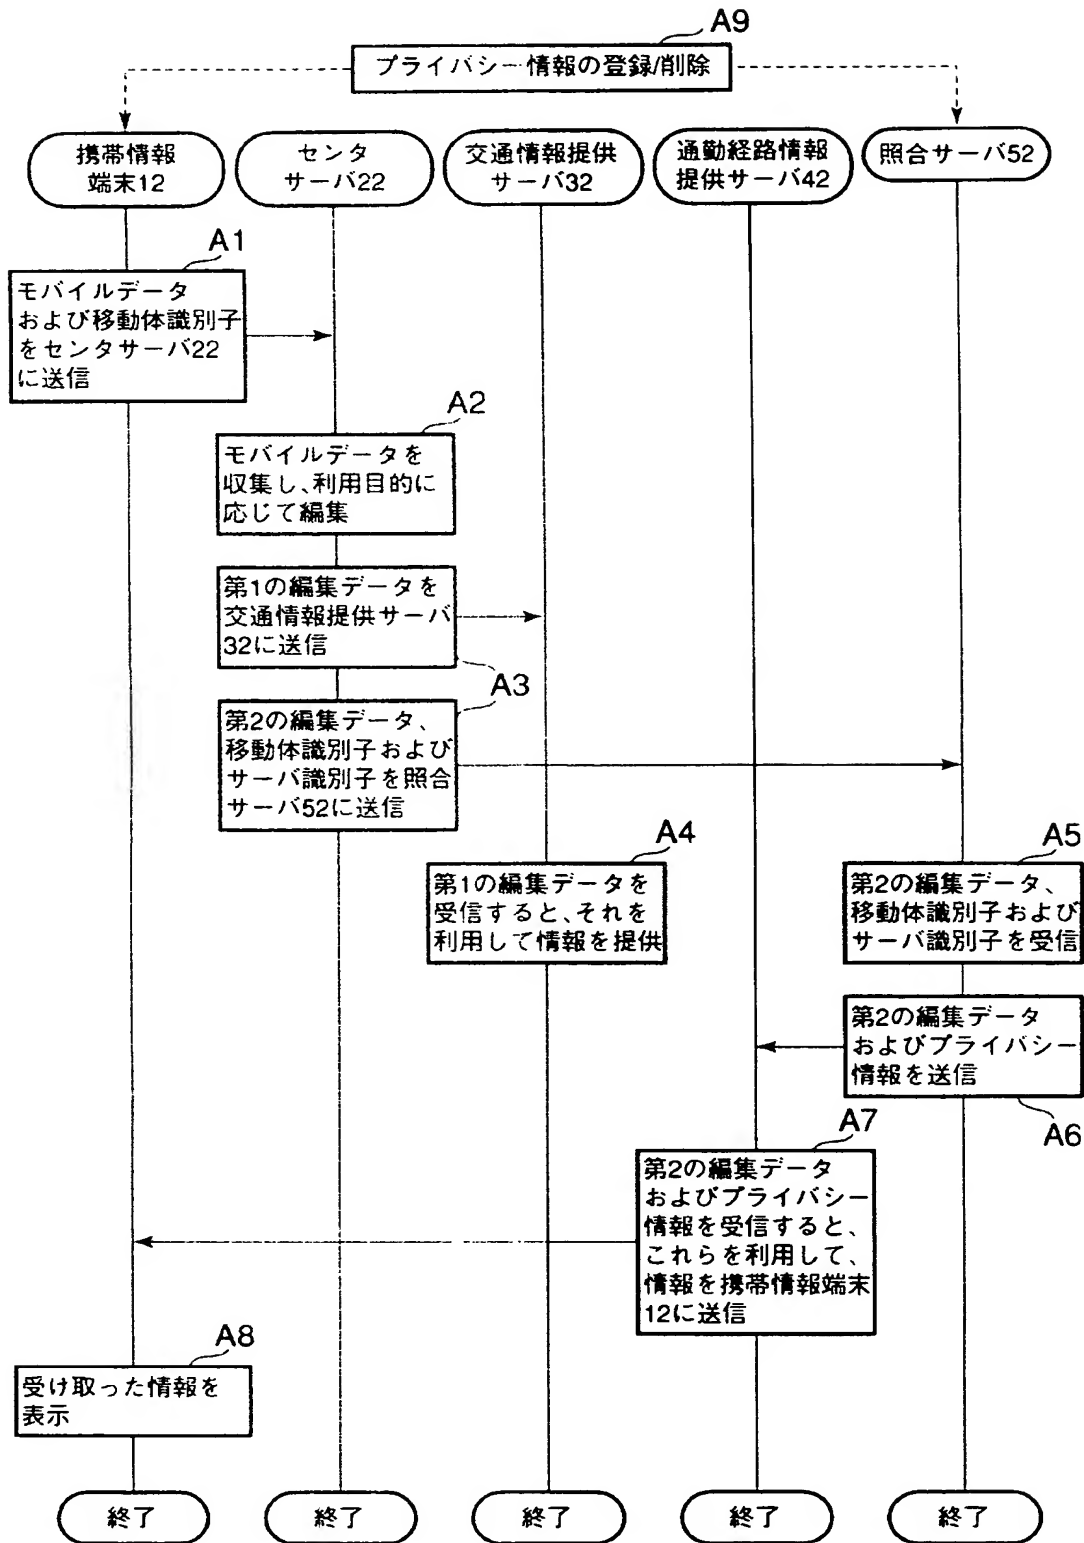 A9
プライバシー情報の登録/削除
携帯情報
端末12
センタ
サーバ22
交通情報提供
サーバ32
通勤経路情報
提供サーバ42
照合サーバ52
A1
モバイルデータ
および移動体識別子
をセンタサーバ22
に送信
A2
モバイルデータを
収集し、利用目的に
応じて編集
第1の編集データを
交通情報提供サーバ
32に送信
A3
第2の編集データ、
移動体識別子および
サーバ識別子を照合
サーバ52に送信
A4
第1の編集データを
受信すると、それを
利用して情報を提供
A5
第2の編集データ、
移動体識別子および
サーバ識別子を受信
第2の編集データ
およびプライバシー
情報を送信
A6
A7
第2の編集データ
およびプライバシー
情報を受信すると、
これらを利用して、
情報を携帯情報端末
12に送信
A8
受け取った情報を
表示
終了
終了
終了
終了
終了